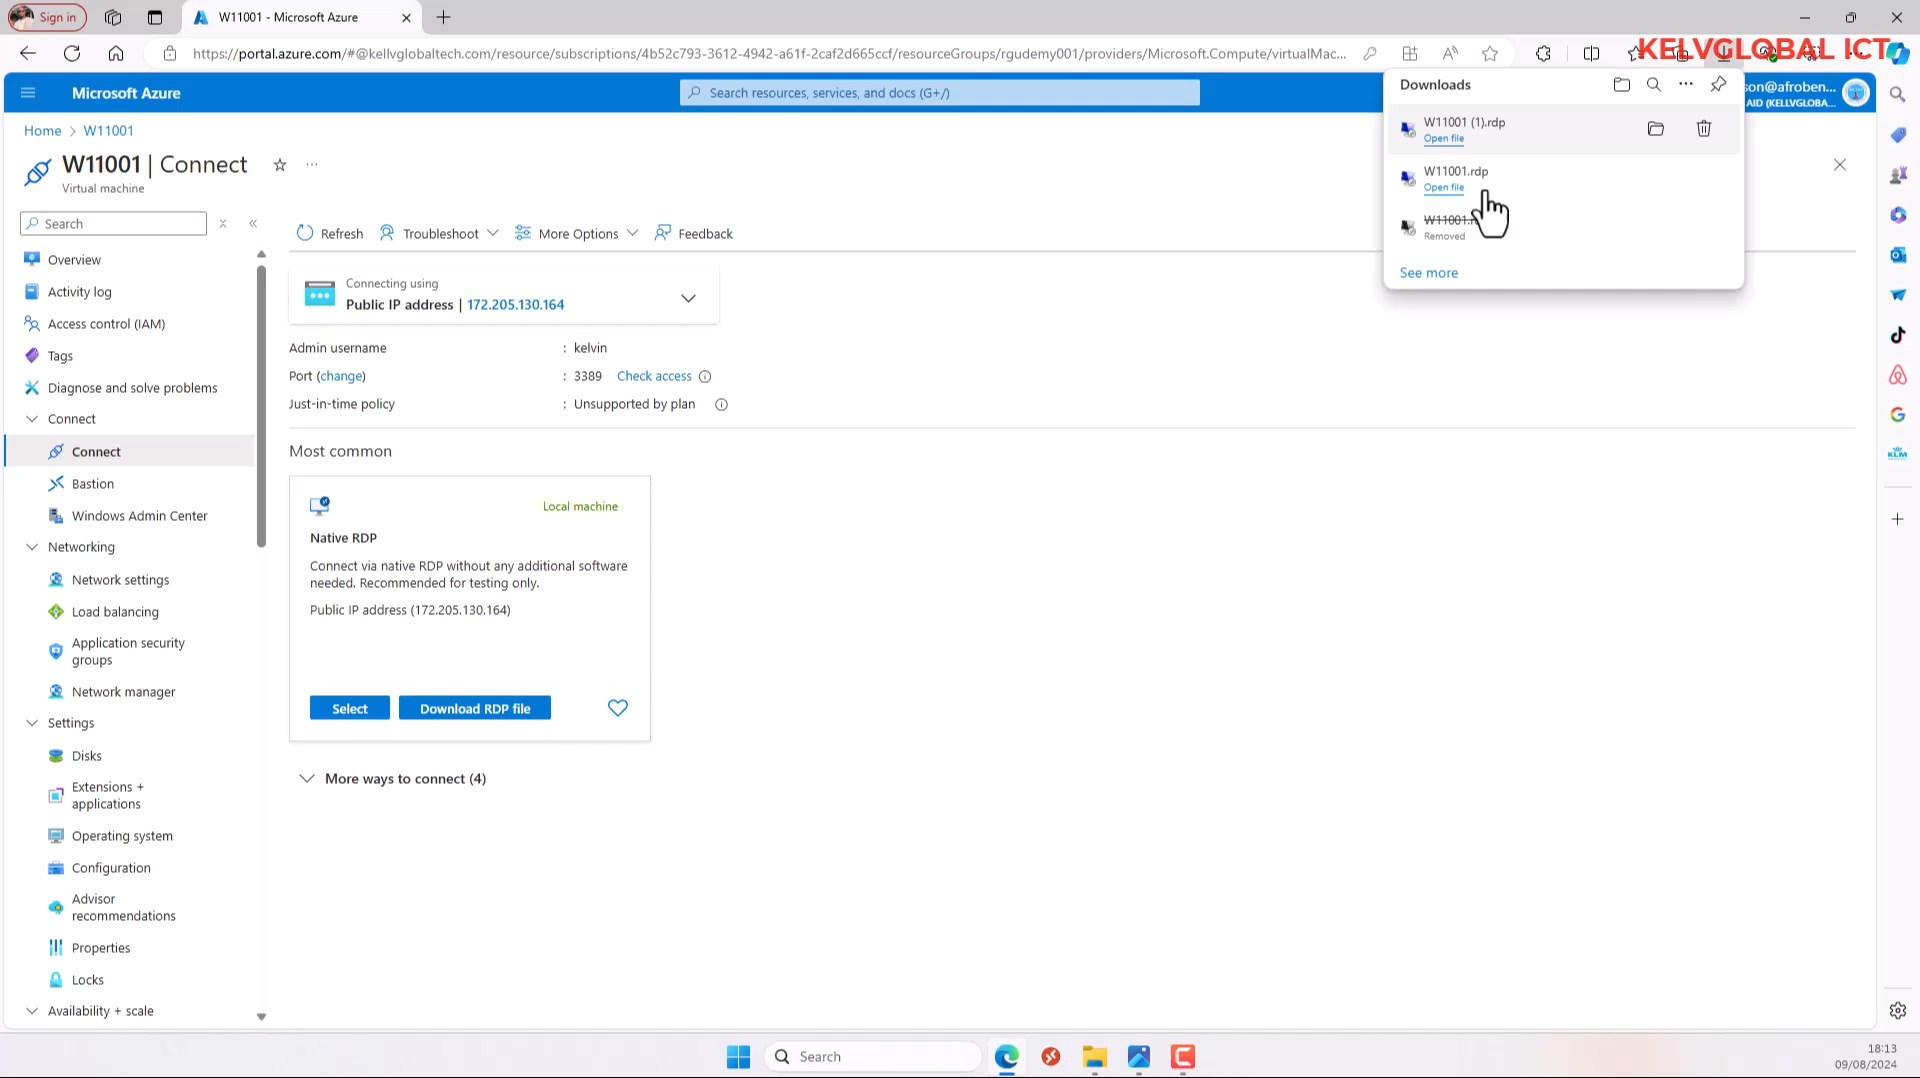 Sign in
W11001 - Microsoft Azure
https://portal.azure.com/#@kellvglobaltech.com/resource/subscriptions/4b52c793-3612-4942-a61f-2caf2d665ccf/resourceGroups/rgudemy001/providers/Microsoft.Compute/virtualMac...
KELVGLOBAL ICT
Microsoft Azure
Search resources, services, and docs (G+/)
son@afroben...
AID (KELLVGLOBA...
Downloads
W11001 (1).rdp
Open file
W11001.rdp
Open file
W11001.r
Removed
See more
Home > W11001
W11001 | Connect
Virtual machine
Search
Refresh
Troubleshoot
More Options
Feedback
Overview
Activity log
Access control (IAM)
Tags
Diagnose and solve problems
Connect
Connect
Bastion
Windows Admin Center
Networking
Network settings
Load balancing
Application security
groups
Network manager
Settings
Disks
Extensions +
applications
Operating system
Configuration
Advisor
recommendations
Properties
Locks
Availability + scale
Connecting using
Public IP address | 172.205.130.164
Admin username : kelvin
Port (change) : 3389 Check access
Just-in-time policy : Unsupported by plan
Most common
Local machine
Native RDP
Connect via native RDP without any additional software
needed. Recommended for testing only.
Public IP address (172.205.130.164)
Select
Download RDP file
More ways to connect (4)
KLM
Search
18:13
09/08/2024